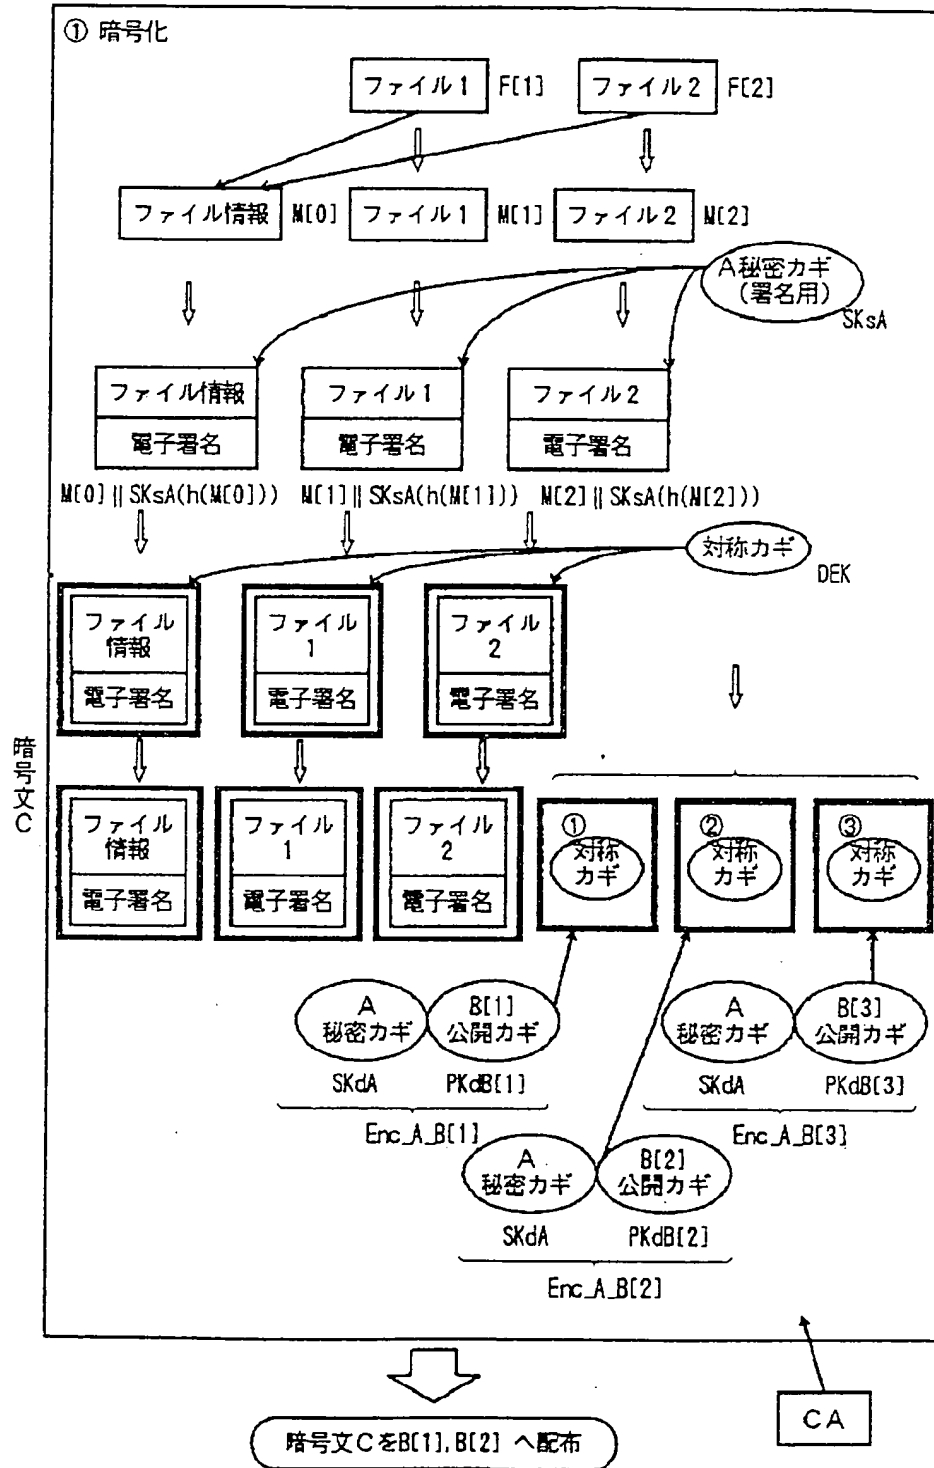 ① 暗号化
ファイル1 F[1] ファイル2 F[2]
ファイル情報 M[0] ファイル1 M[1] ファイル2 M[2]
A秘密カギ
(署名用)
SKsA
ファイル情報 ファイル1 ファイル2
電子署名 電子署名 電子署名
M[0]||SKsA(h(M[0])) M[1]||SKsA(h(M[1])) M[2]||SKsA(h(M[2]))
対称カギ
DEK
ファイル ファイル ファイル
情報 1 2
電子署名 電子署名 電子署名
暗号文C
ファイル ファイル ファイル
情報 1 2
電子署名 電子署名 電子署名
① ② ③
対称 対称 対称
カギ カギ カギ
A B[1] A B[3]
秘密カギ 公開カギ 秘密カギ 公開カギ
SKdA PKdB[1] SKdA PKdB[3]
Enc_A_B[1] Enc_A_B[3]
A B[2]
秘密カギ 公開カギ
SKdA PKdB[2]
Enc_A_B[2]
CA
暗号文CをB[1],B[2] へ配布